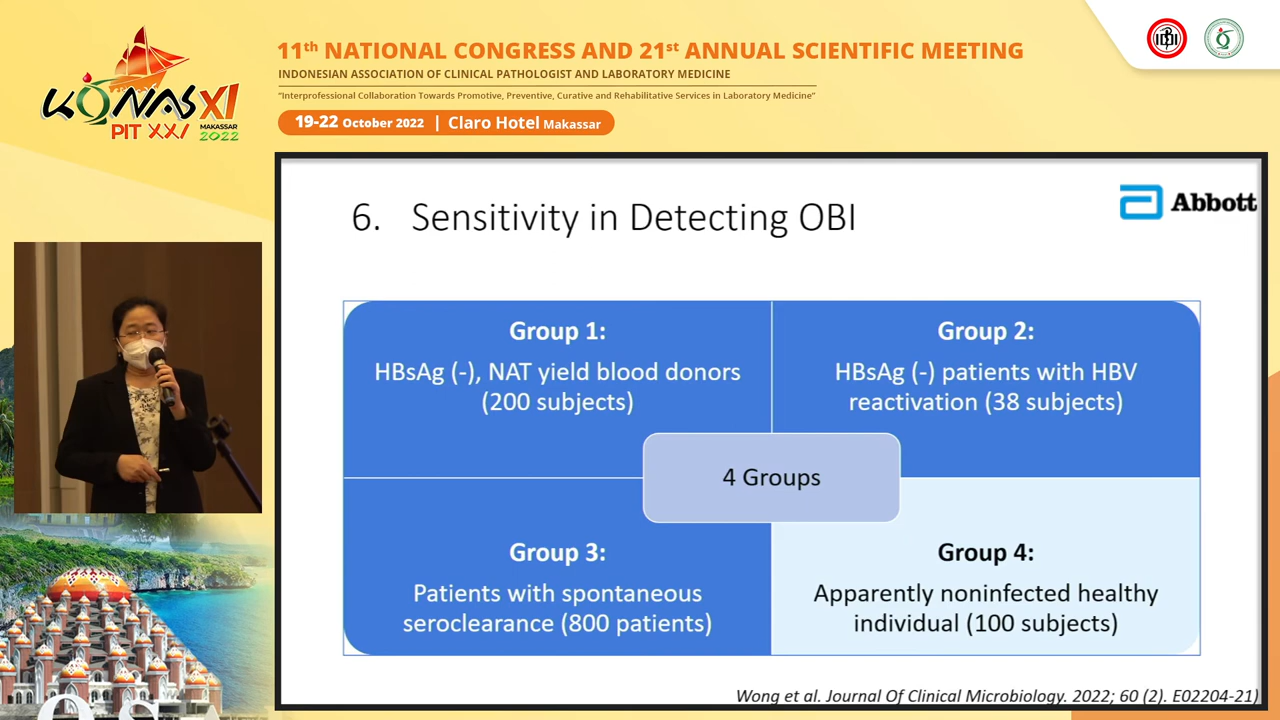 11th NATIONAL CONGRESS AND 21st ANNUAL SCIENTIFIC MEETING
INDONESIAN ASSOCIATION OF CLINICAL PATHOLOGIST AND LABORATORY MEDICINE
"Interprofessional Collaboration Towards Promotive, Preventive, Curative and Rehabilitative Services in Laboratory Medicine"
19-22 October 2022 | Claro Hotel Makassar
KONAS XI
PIT XXI
MAKASSAR
2022
6. Sensitivity in Detecting OBI
Abbott
Group 1:
HBsAg (-), NAT yield blood donors
(200 subjects)
Group 2:
HBsAg (-) patients with HBV
reactivation (38 subjects)
4 Groups
Group 3:
Patients with spontaneous
seroclearance (800 patients)
Group 4:
Apparently noninfected healthy
individual (100 subjects)
Wong et al. Journal Of Clinical Microbiology. 2022; 60 (2). E02204-21)